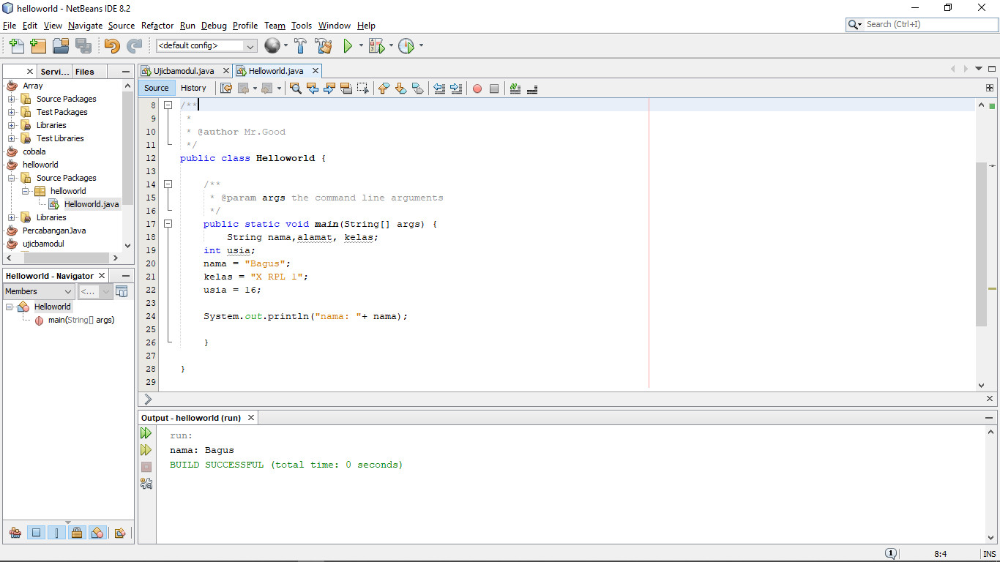 helloworld - NetBeans IDE 8.2
File Edit View Navigate Source Refactor Run Debug Profile Team Tools Window Help
Search (Ctrl+I)
<default config>
Servi... Files
Array
Source Packages
Test Packages
Libraries
Test Libraries
cobala
helloworld
Source Packages
helloworld
Helloworld.java
Libraries
PercabanganJava
ujicbamodul
Helloworld - Navigator
Members <...
Helloworld
main(String[] args)
Ujicbamodul.java Helloworld.java
Source History
8 /**
9 *
10 * @author Mr.Good
11 */
12 public class Helloworld {
13
14 /**
15 * @param args the command line arguments
16 */
17 public static void main(String[] args) {
18 String nama,alamat, kelas;
19 int usia;
20 nama = "Bagus";
21 kelas = "X RPL 1";
22 usia = 16;
23
24 System.out.println("nama: "+ nama);
25
26 }
27
28 }
29
Output - helloworld (run)
run:
nama: Bagus
BUILD SUCCESSFUL (total time: 0 seconds)
1 8:4 INS